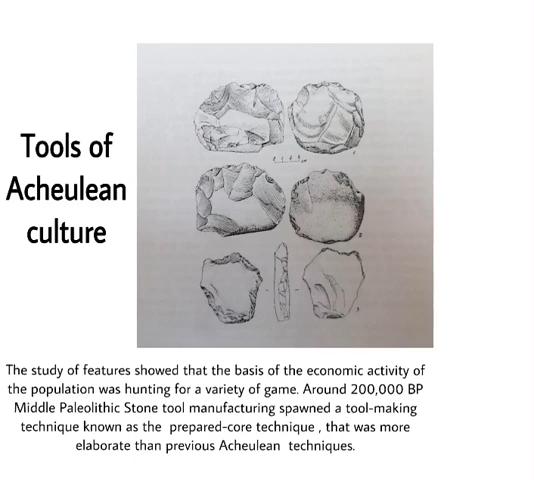 Tools of
Acheulean
culture
The study of features showed that the basis of the economic activity of
the population was hunting for a variety of game. Around 200,000 BP
Middle Paleolithic Stone tool manufacturing spawned a tool-making
technique known as the prepared-core technique , that was more
elaborate than previous Acheulean techniques.